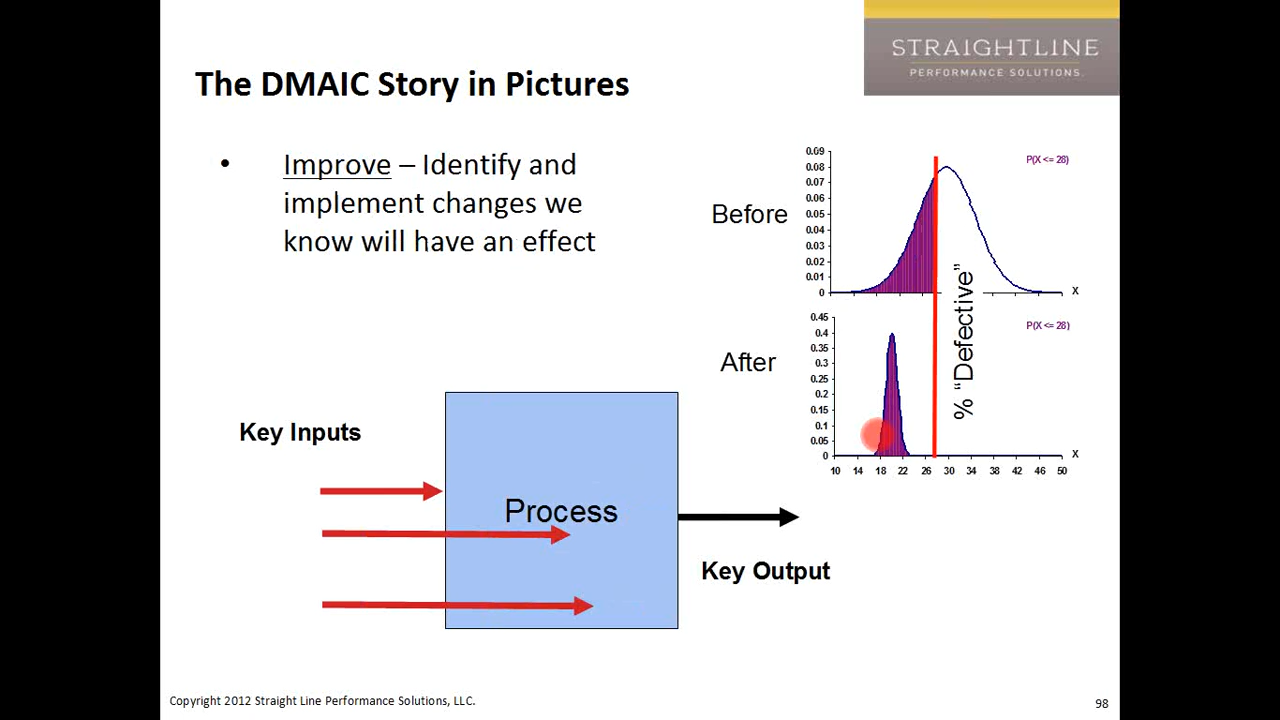 STRAIGHTLINE
PERFORMANCE SOLUTIONS.
The DMAIC Story in Pictures
• Improve – Identify and
implement changes we
know will have an effect
Before
0.09
0.08
0.07
0.06
0.05
0.04
0.03
0.02
0.01
0
P(X <= 28)
X
% “Defective”
After
0.45
0.4
0.35
0.3
0.25
0.2
0.15
0.1
0.05
0
P(X <= 28)
X
10 14 18 22 26 30 34 38 42 46 50
Key Inputs
Process
Key Output
Copyright 2012 Straight Line Performance Solutions, LLC.
98